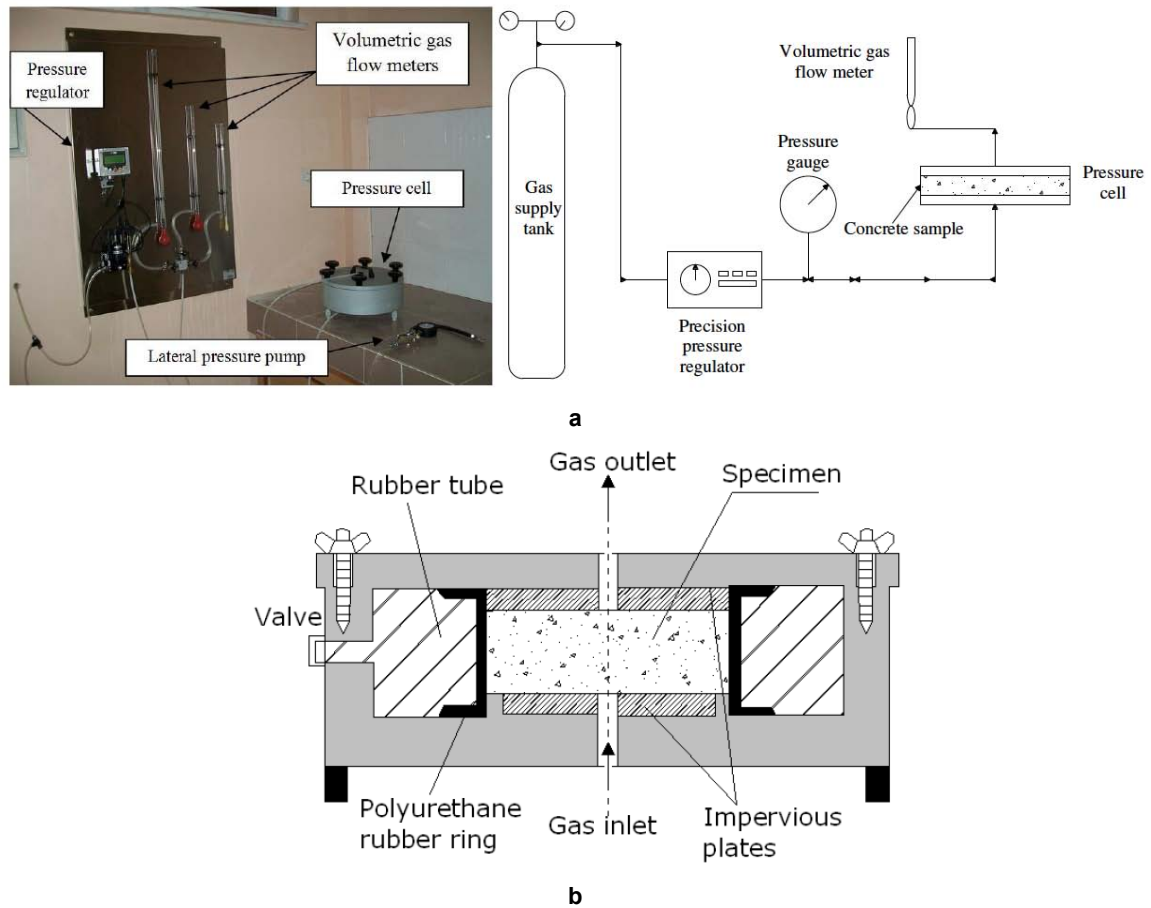 Volumetric gas
flow meters
Pressure
regulator
Pressure cell
Lateral pressure pump
Volumetric gas
flow meter
Pressure
gauge
Gas
supply
tank
Pressure
cell
Concrete sample
Precision
pressure
regulator
a
Gas outlet
Specimen
Rubber tube
Valve
Polyurethane
rubber ring
Gas inlet
Impervious
plates
b